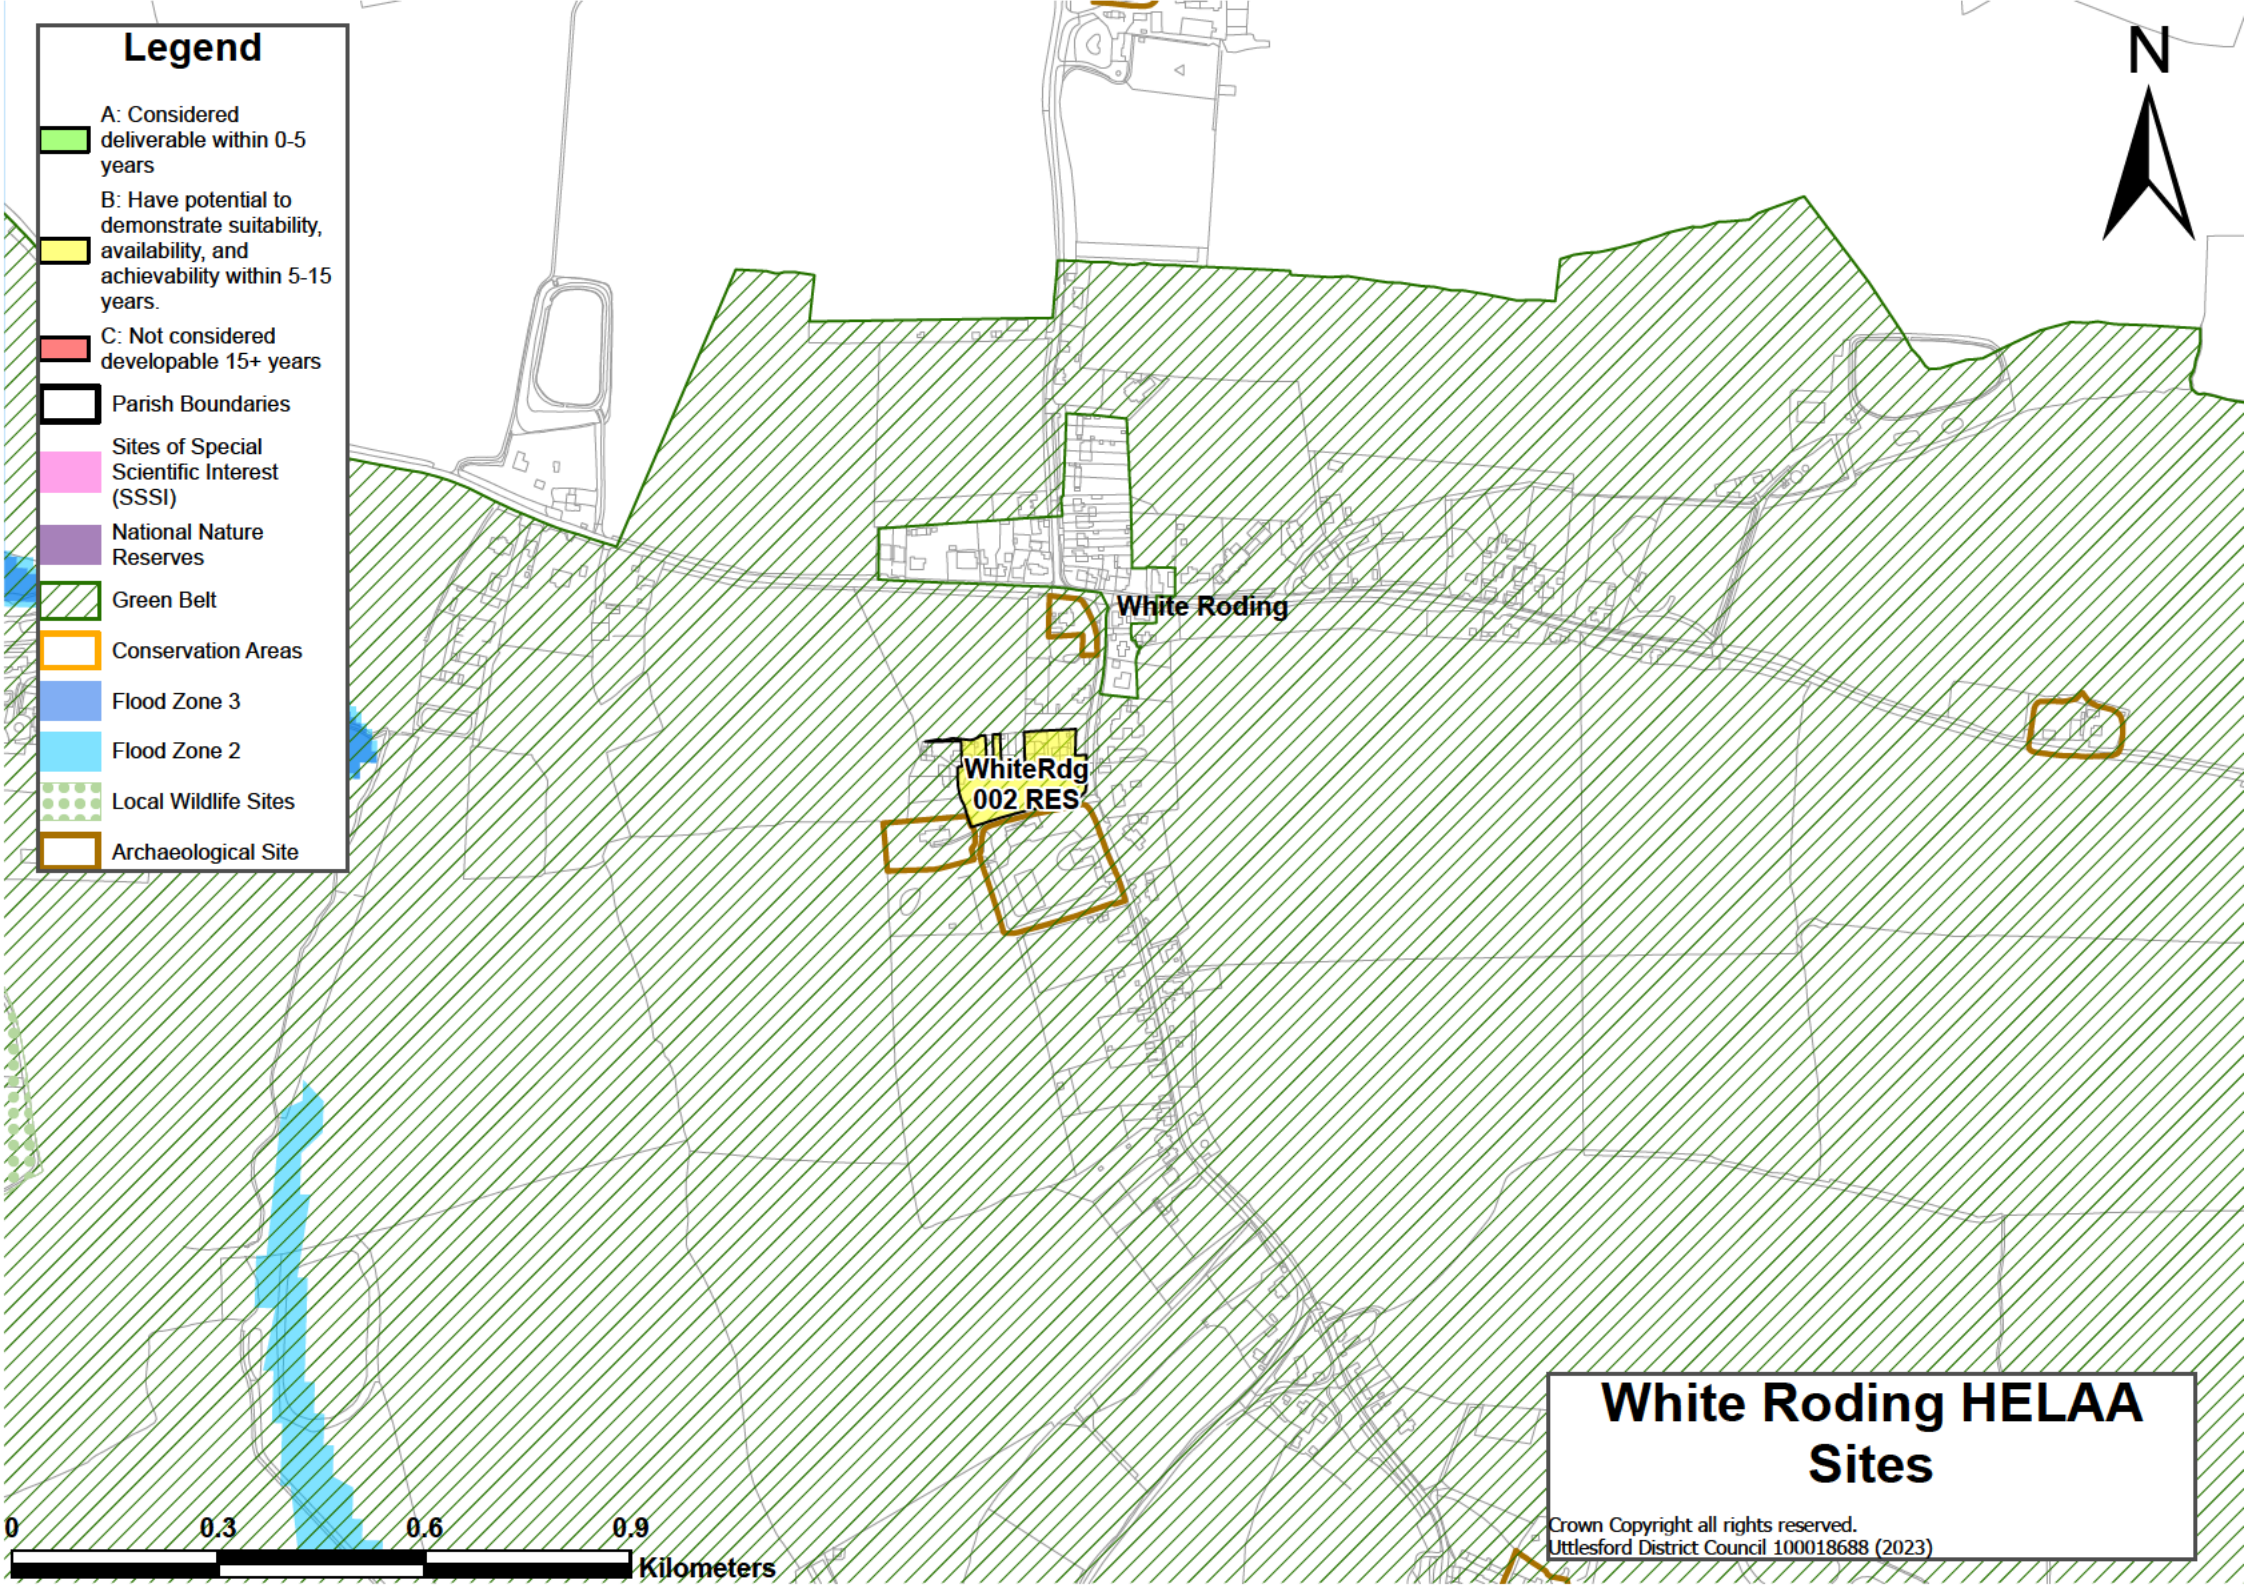 Legend
A: Considered
deliverable within 0-5
years
B: Have potential to
demonstrate suitability,
availability, and
achievability within 5-15
years.
C: Not considered
developable 15+ years
Parish Boundaries
Sites of Special
Scientific Interest
(SSSI)
National Nature
Reserves
Green Belt
Conservation Areas
Flood Zone 3
Flood Zone 2
Local Wildlife Sites
Archaeological Site
N
White Roding
WhiteRdg
002 RES
0 0.3 0.6 0.9
Kilometers
White Roding HELAA
Sites
Crown Copyright all rights reserved.
Uttlesford District Council 100018688 (2023)